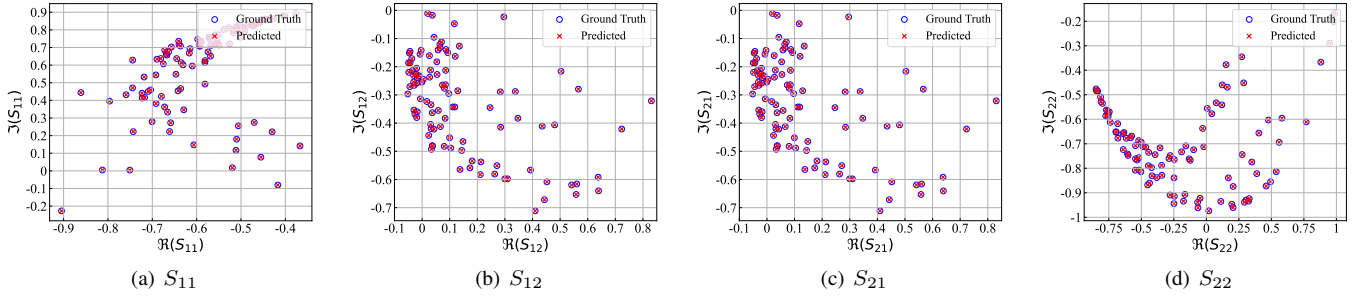 0.9
0.8
0.7
0.6
0.5
0.4
0.3
0.2
0.1
0
-0.1
-0.2
ℑ(S11)
-0.9 -0.8 -0.7 -0.6 -0.5 -0.4
ℜ(S11)
Ground Truth
Predicted
(a) S11
0
-0.1
-0.2
-0.3
-0.4
-0.5
-0.6
-0.7
ℑ(S12)
-0.1 0 0.1 0.2 0.3 0.4 0.5 0.6 0.7 0.8
ℜ(S12)
Ground Truth
Predicted
(b) S12
0
-0.1
-0.2
-0.3
-0.4
-0.5
-0.6
-0.7
ℑ(S21)
-0.1 0 0.1 0.2 0.3 0.4 0.5 0.6 0.7 0.8
ℜ(S21)
Ground Truth
Predicted
(c) S21
-0.2
-0.3
-0.4
-0.5
-0.6
-0.7
-0.8
-0.9
-1
ℑ(S22)
-0.75 -0.5 -0.25 0 0.25 0.5 0.75 1
ℜ(S22)
Ground Truth
Predicted
(d) S22